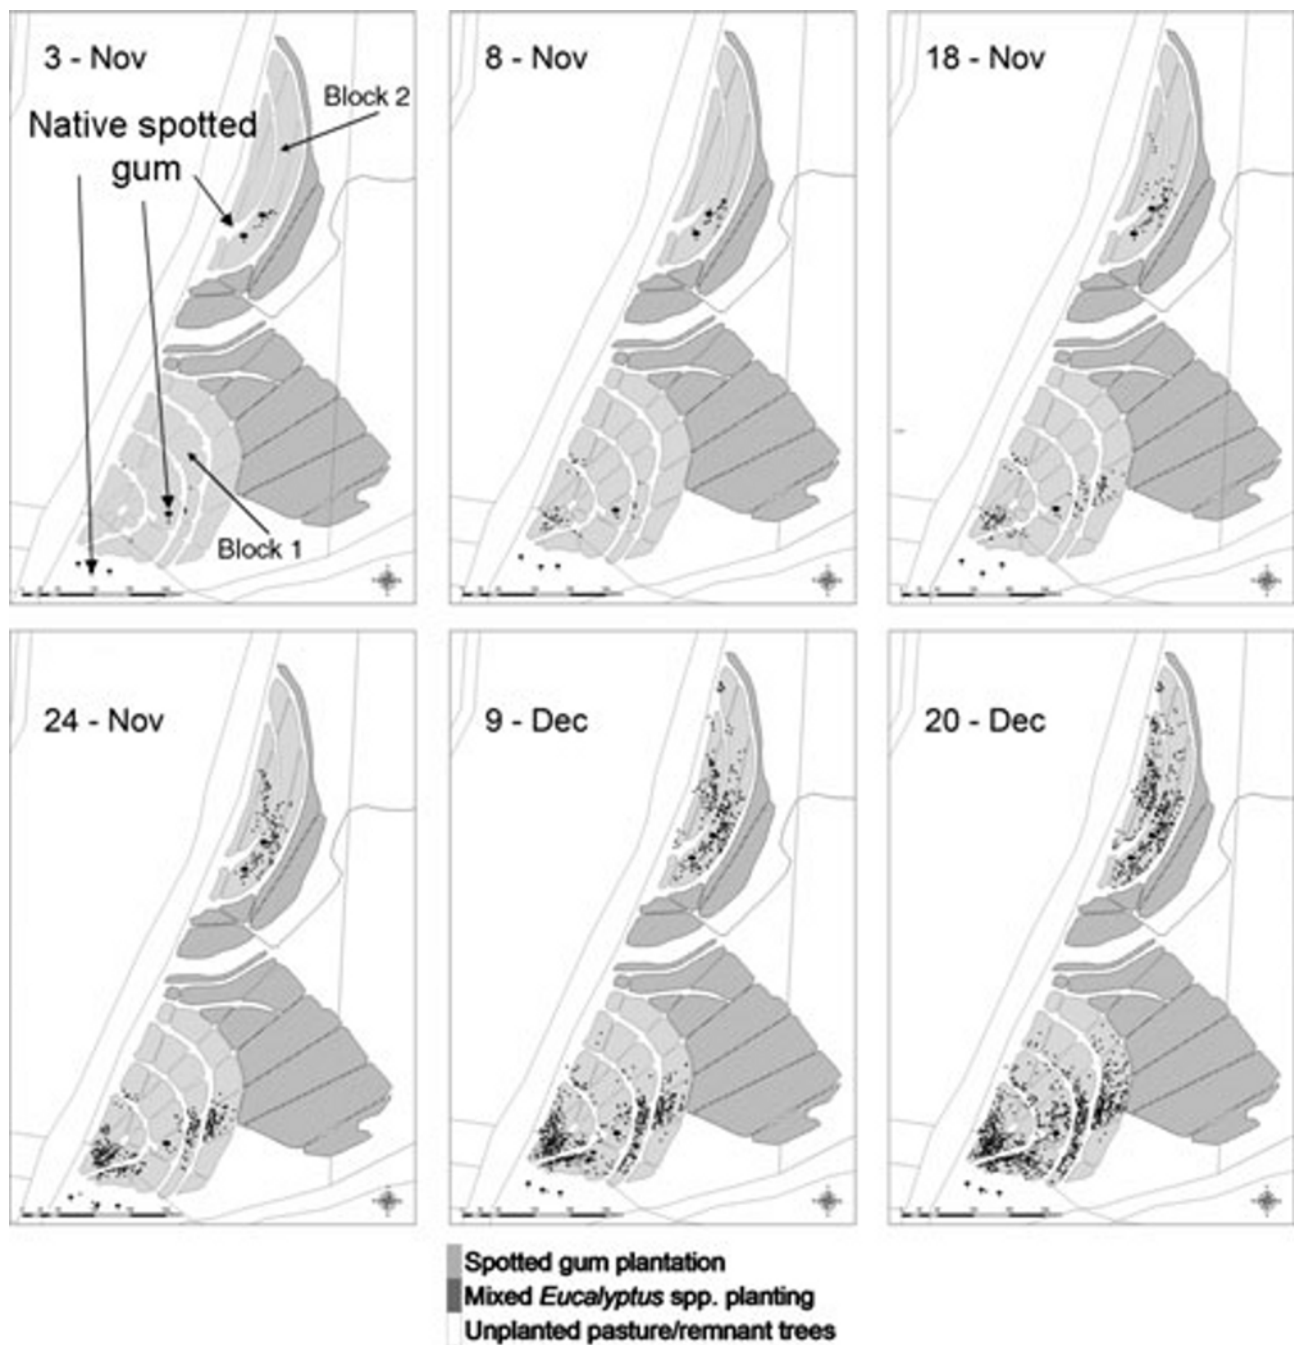 3 - Nov
Block 2
Native spotted
gum
Block 1
8 - Nov
18 - Nov
24 - Nov
9 - Dec
20 - Dec
Spotted gum plantation
Mixed Eucalyptus spp. planting
Unplanted pasture/remnant trees